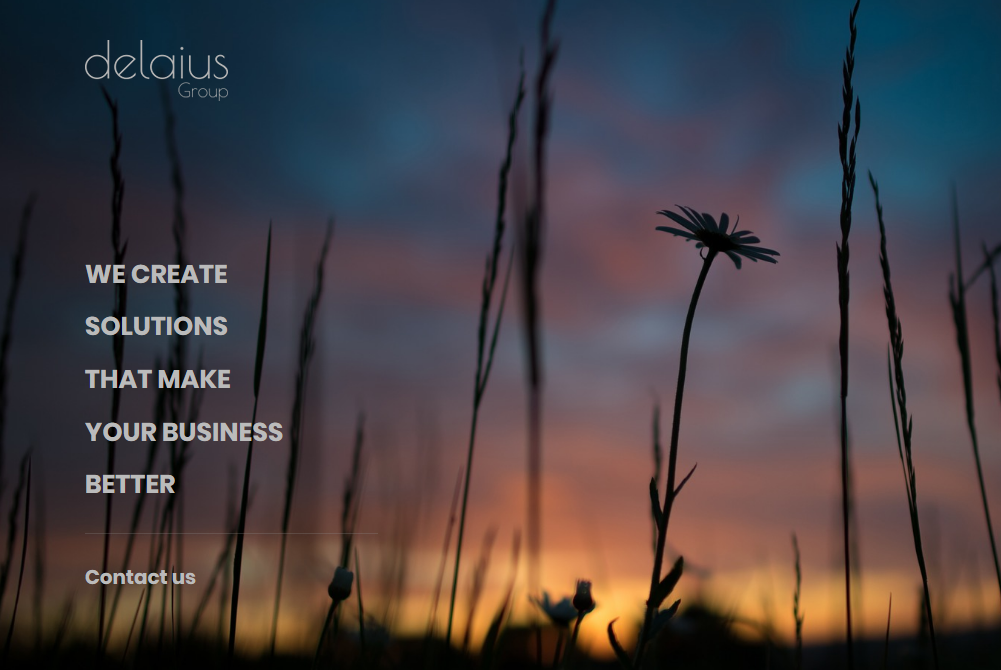 delaius
Group
WE CREATE
SOLUTIONS
THAT MAKE
YOUR BUSINESS
BETTER
Contact us